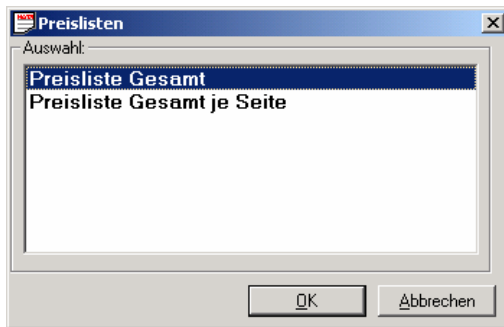 Preislisten
Auswahl:
Preisliste Gesamt
Preisliste Gesamt je Seite
OK
Abbrechen